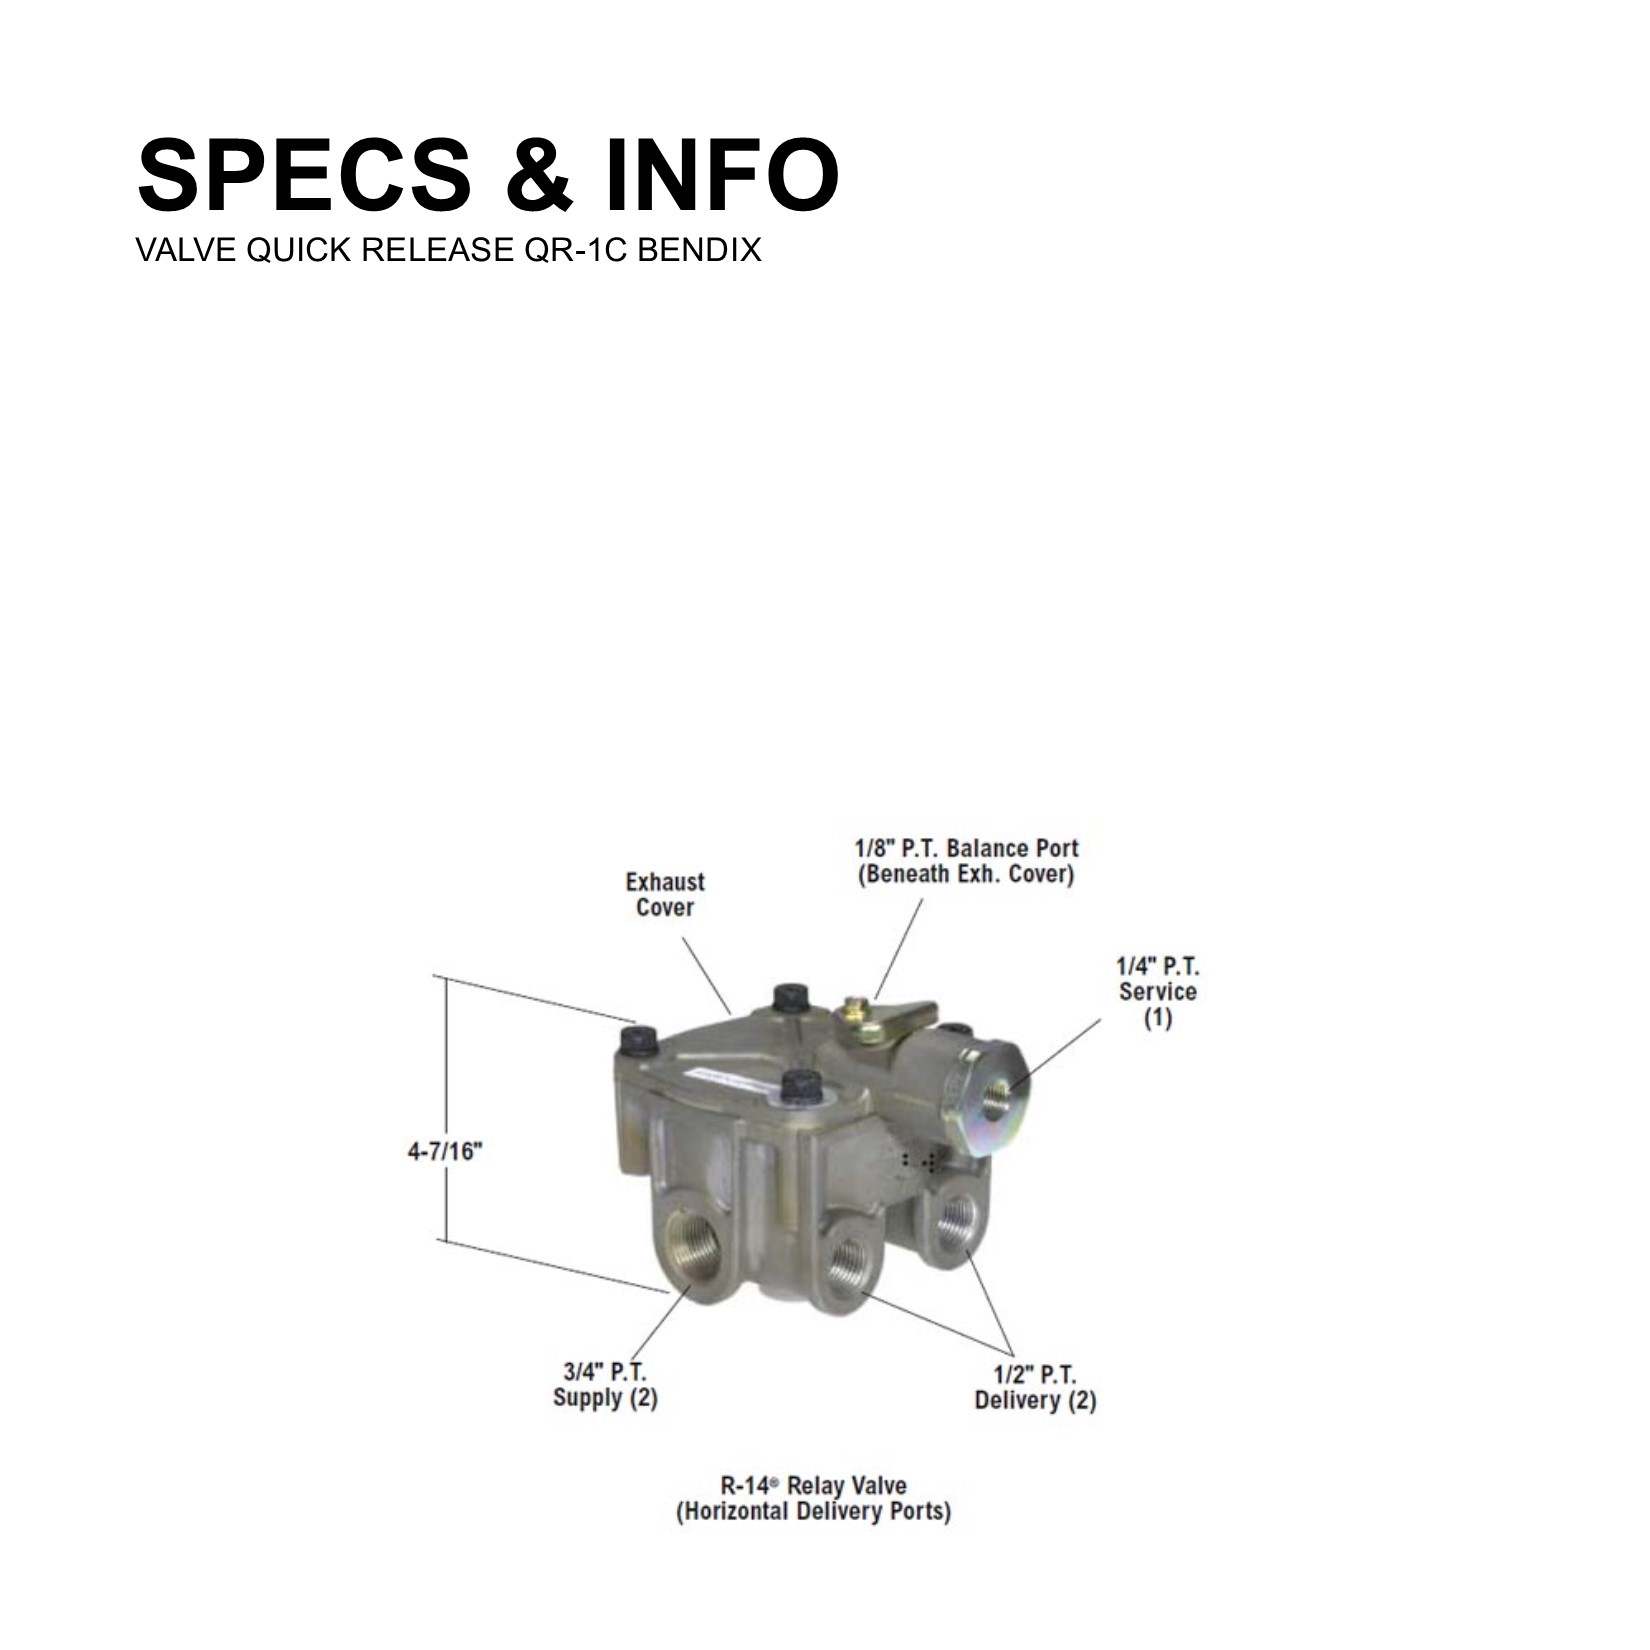 SPECS & INFO
VALVE QUICK RELEASE QR-1C BENDIX
1/8" P.T. Balance Port
(Beneath Exh. Cover)
Exhaust
Cover
1/4" P.T.
Service
(1)
4-7/16"
3/4" P.T.
Supply (2)
1/2" P.T.
Delivery (2)
R-14® Relay Valve
(Horizontal Delivery Ports)